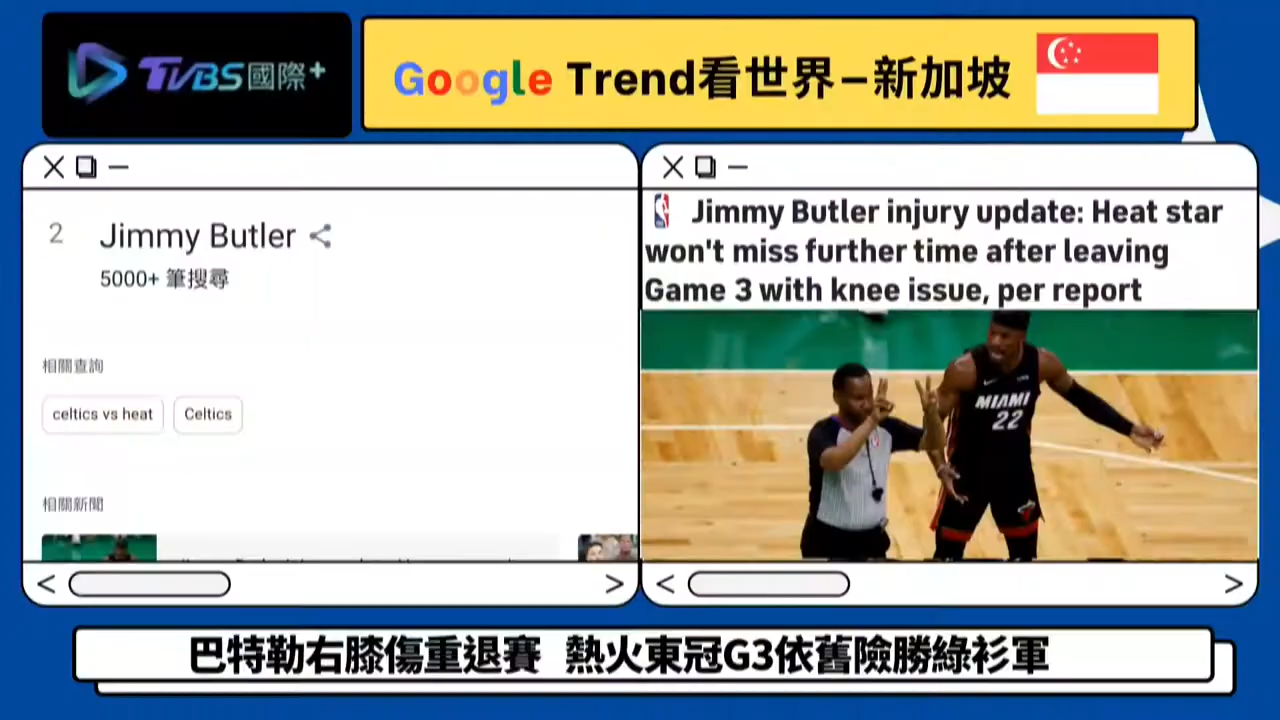 TVBS國際+
Google Trend看世界–新加坡
2
Jimmy Butler
5000+ 筆搜尋
相關查詢
celtics vs heat
Celtics
相關新聞
Jimmy Butler injury update: Heat star
won't miss further time after leaving
Game 3 with knee issue, per report
MIAMI
22
巴特勒右膝傷重退賽 熱火東冠G3依舊險勝綠衫軍